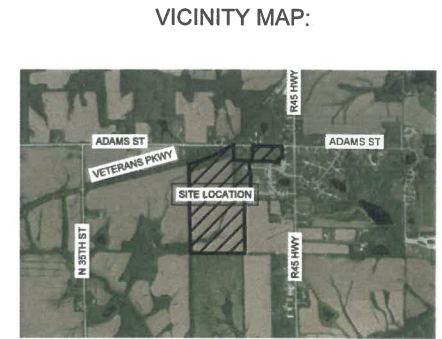 VICINITY MAP:
R45 HWY
ADAMS ST
ADAMS ST
VETERANS PKWY
SITE LOCATION
N 35TH ST
R45 HWY